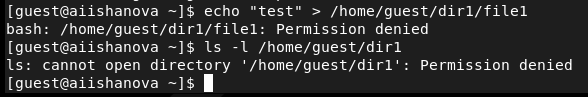 [guest@aiishanova ~]$ echo "test" > /home/guest/dir1/file1
bash: /home/guest/dir1/file1: Permission denied
[guest@aiishanova ~]$ ls -l /home/guest/dir1
ls: cannot open directory '/home/guest/dir1': Permission denied
[guest@aiishanova ~]$